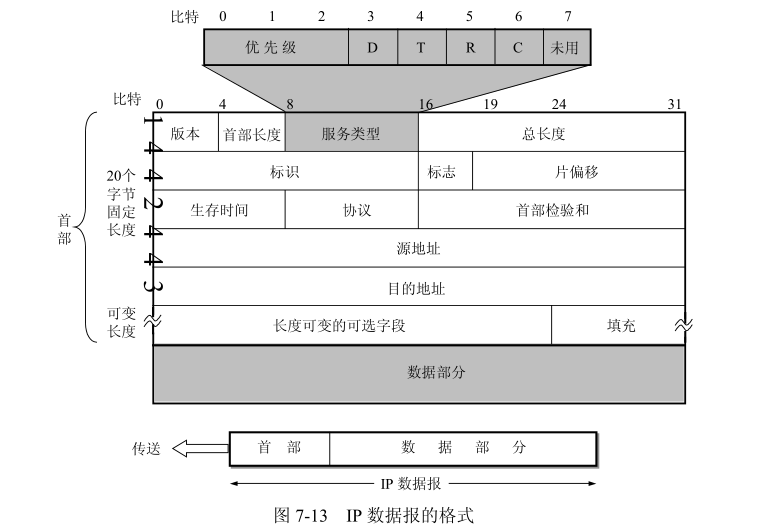 比特 0 1 2 3 4 5 6 7
优先级 D T R C 未用
比特 0 4 8 16 19 24 31
版本 首部长度 服务类型 总长度
标识 标志 片偏移
生存时间 协议 首部检验和
源地址
目的地址
长度可变的可选字段 填充
数据部分
首部
20个
字节
固定
长度
可变
长度
1
4
4
2
4
4
3
传送 首部 数据部分
IP 数据报
图 7-13 IP 数据报的格式